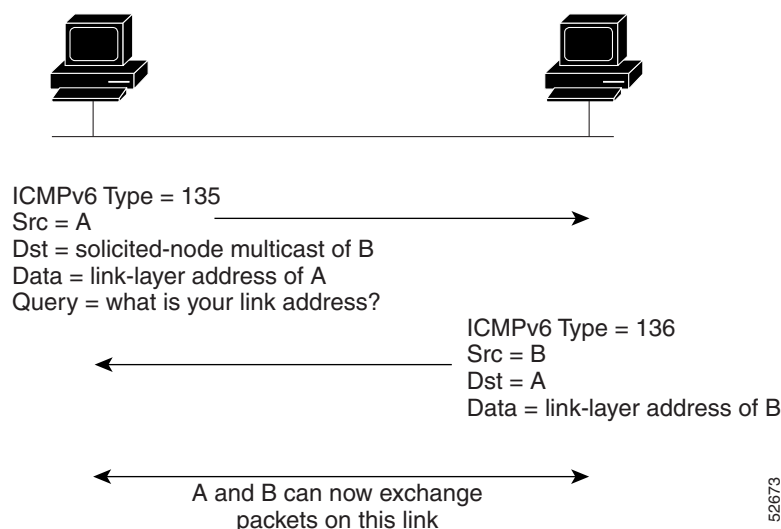 ICMPv6 Type = 135
Src = A
Dst = solicited-node multicast of B
Data = link-layer address of A
Query = what is your link address?
ICMPv6 Type = 136
Src = B
Dst = A
Data = link-layer address of B
A and B can now exchange
packets on this link
52673